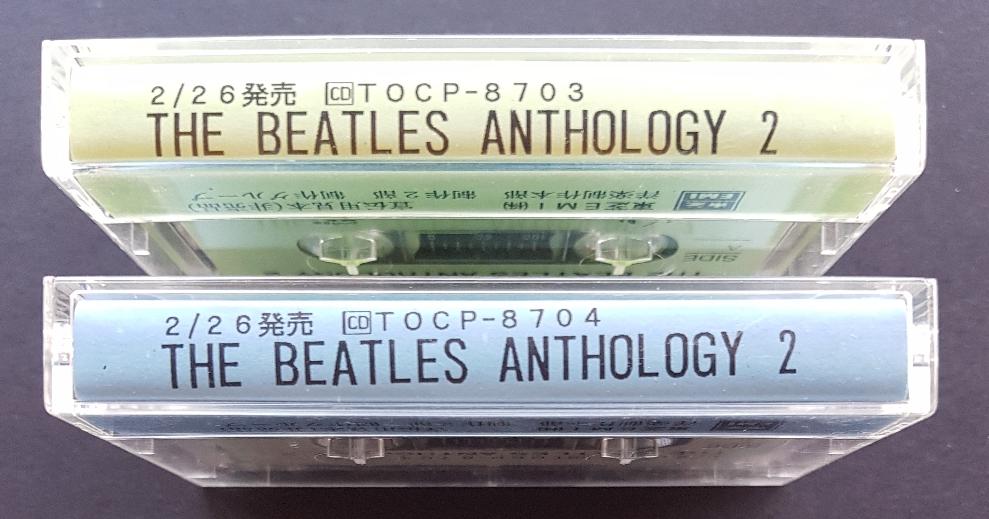 2/26発売 CD TOCP-8703
THE BEATLES ANTHOLOGY 2
東芝EMI㈱
洋楽制作本部 制作2部 制作グループ
宣伝用見本(非売品)
SIDE A
2/26発売 CD TOCP-8704
THE BEATLES ANTHOLOGY 2